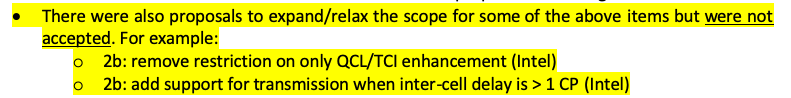 • There were also proposals to expand/relax the scope for some of the above items but were not
accepted. For example:
o 2b: remove restriction on only QCL/TCI enhancement (Intel)
o 2b: add support for transmission when inter-cell delay is > 1 CP (Intel)